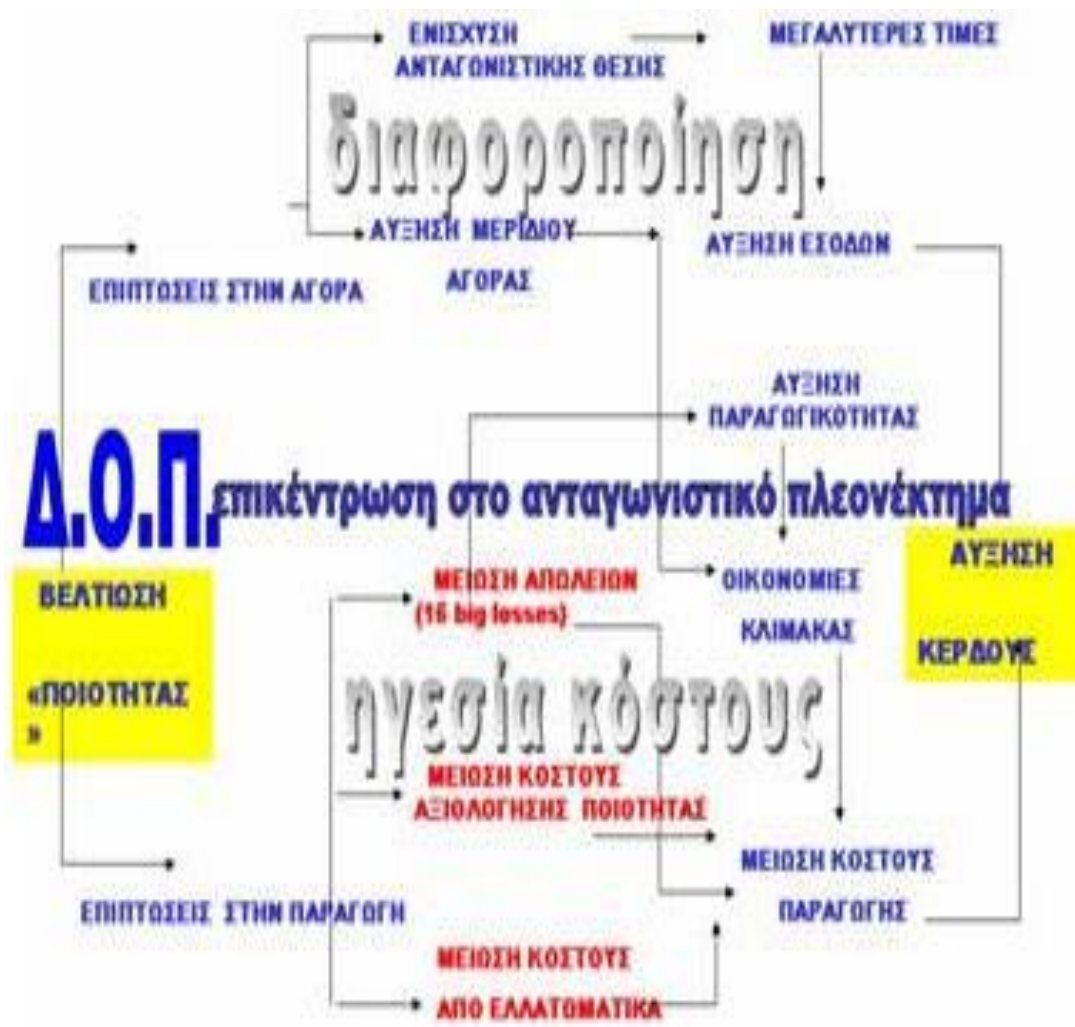 ΕΝΙΣΧΥΣΗ
ΑΝΤΑΓΩΝΙΣΤΙΚΗΣ ΘΕΣΗΣ
ΜΕΓΑΛΥΤΕΡΕΣ ΤΙΜΕΣ
διαφοροποίηση
ΑΥΞΗΣΗ ΜΕΡΙΔΙΟΥ
ΑΓΟΡΑΣ
ΑΥΞΗΣΗ ΕΣΟΔΩΝ
ΕΠΙΠΤΩΣΕΙΣ ΣΤΗΝ ΑΓΟΡΑ
ΑΥΞΗΣΗ
ΠΑΡΑΓΩΓΙΚΟΤΗΤΑΣ
Δ.Ο.Π. επικέντρωση στο ανταγωνιστικό πλεονέκτημα
ΒΕΛΤΙΩΣΗ
«ΠΟΙΟΤΗΤΑΣ
»
ΜΕΙΩΣΗ ΑΠΩΛΕΙΩΝ
(16 big losses)
ΟΙΚΟΝΟΜΙΕΣ
ΚΛΙΜΑΚΑΣ
ΑΥΞΗΣΗ
ΚΕΡΔΟΥΣ
ηγεσία κόστους
ΜΕΙΩΣΗ ΚΟΣΤΟΥΣ
ΑΞΙΟΛΟΓΗΣΗΣ ΠΟΙΟΤΗΤΑΣ
ΜΕΙΩΣΗ ΚΟΣΤΟΥΣ
ΠΑΡΑΓΩΓΗΣ
ΕΠΙΠΤΩΣΕΙΣ ΣΤΗΝ ΠΑΡΑΓΩΓΗ
ΜΕΙΩΣΗ ΚΟΣΤΟΥΣ
ΑΠΟ ΕΛΛΑΤΟΜΑΤΙΚΑ